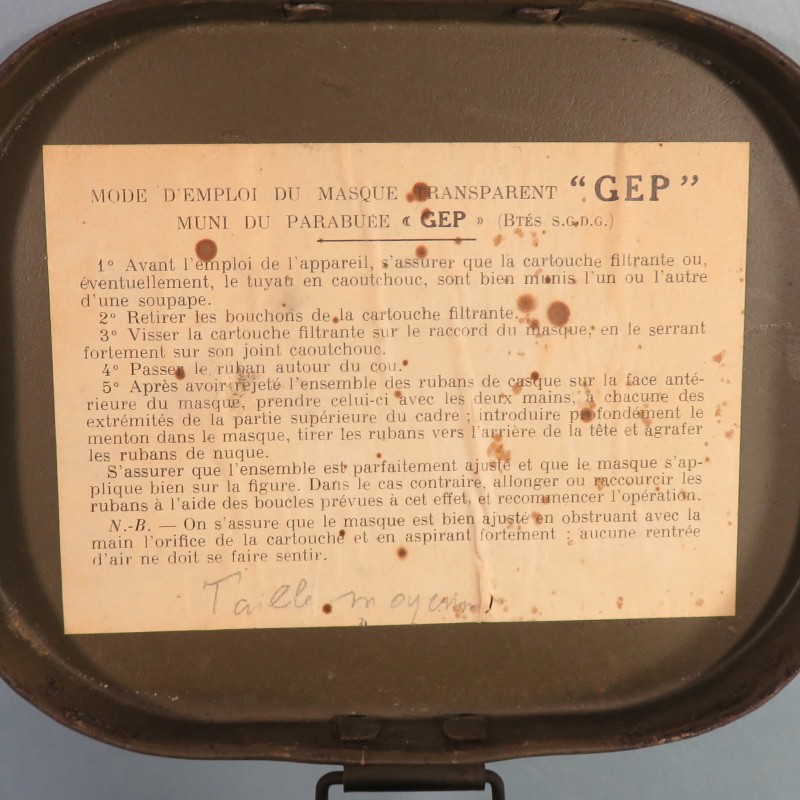 MODE D'EMPLOI DU MASQUE TRANSPARENT "GEP"
MUNI DU PARABUÉE « GEP » (BTÉS S.G.D.G.)
1° Avant l'emploi de l'appareil, s'assurer que la cartouche filtrante ou,
éventuellement, le tuyau en caoutchouc, sont bien munis l'un ou l'autre
d'une soupape.
2° Retirer les bouchons de la cartouche filtrante.
3° Visser la cartouche filtrante sur le raccord du masque, en le serrant
fortement sur son joint caoutchouc.
4° Passer le ruban autour du cou.
5° Après avoir rejeté l'ensemble des rubans de casque sur la face anté-
rieure du masque, prendre celui-ci avec les deux mains, à chacune des
extrémités de la partie supérieure du cadre ; introduire profondément le
menton dans le masque, tirer les rubans vers l'arrière de la tête et agrafer
les rubans de nuque.
S'assurer que l'ensemble est parfaitement ajusté et que le masque s'ap-
plique bien sur la figure. Dans le cas contraire, allonger ou raccourcir les
rubans à l'aide des boucles prévues à cet effet, et recommencer l'opération.
N.-B. — On s'assure que le masque est bien ajusté en obstruant avec la
main l'orifice de la cartouche et en aspirant fortement ; aucune rentrée
d'air ne doit se faire sentir.
Taille moyenne